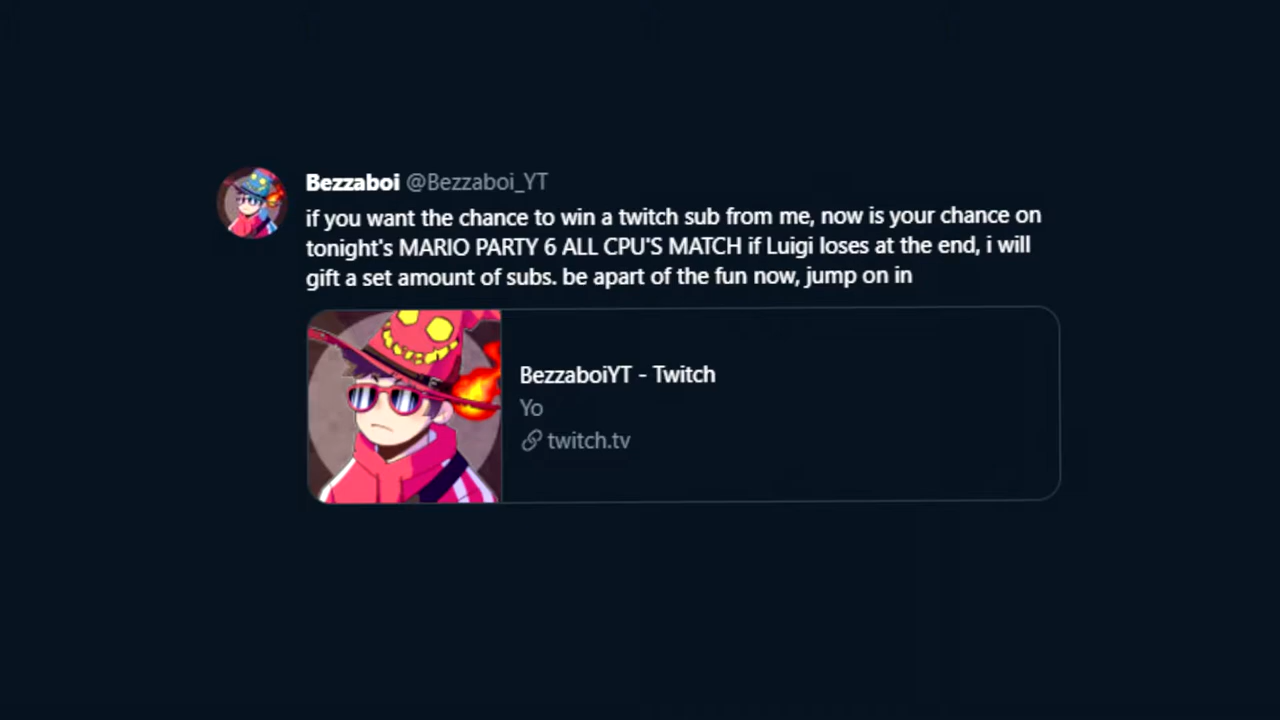 Bezzaboi @Bezzaboi_YT
if you want the chance to win a twitch sub from me, now is your chance on
tonight's MARIO PARTY 6 ALL CPU'S MATCH if Luigi loses at the end, i will
gift a set amount of subs. be apart of the fun now, jump on in
BezzaboiYT - Twitch
Yo
twitch.tv